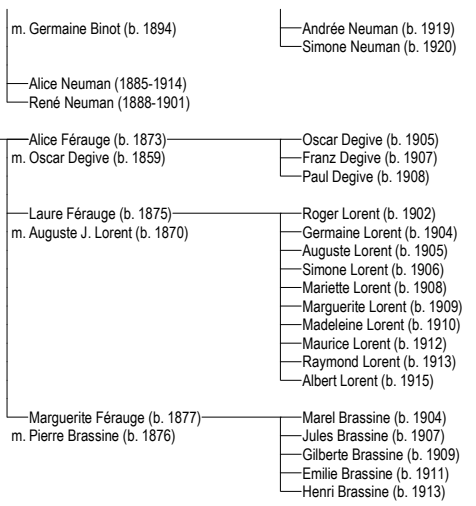 m. Germaine Binot (b. 1894)
Andrée Neuman (b. 1919)
Simone Neuman (b. 1920)
Alice Neuman (1885-1914)
René Neuman (1888-1901)
Alice Férauge (b. 1873)
Oscar Degive (b. 1905)
m. Oscar Degive (b. 1859)
Franz Degive (b. 1907)
Paul Degive (b. 1908)
Laure Férauge (b. 1875)
Roger Lorent (b. 1902)
m. Auguste J. Lorent (b. 1870)
Germaine Lorent (b. 1904)
Auguste Lorent (b. 1905)
Simone Lorent (b. 1906)
Mariette Lorent (b. 1908)
Marguerite Lorent (b. 1909)
Madeleine Lorent (b. 1910)
Maurice Lorent (b. 1912)
Raymond Lorent (b. 1913)
Albert Lorent (b. 1915)
Marguerite Férauge (b. 1877)
Marel Brassine (b. 1904)
m. Pierre Brassine (b. 1876)
Jules Brassine (b. 1907)
Gilberte Brassine (b. 1909)
Emilie Brassine (b. 1911)
Henri Brassine (b. 1913)